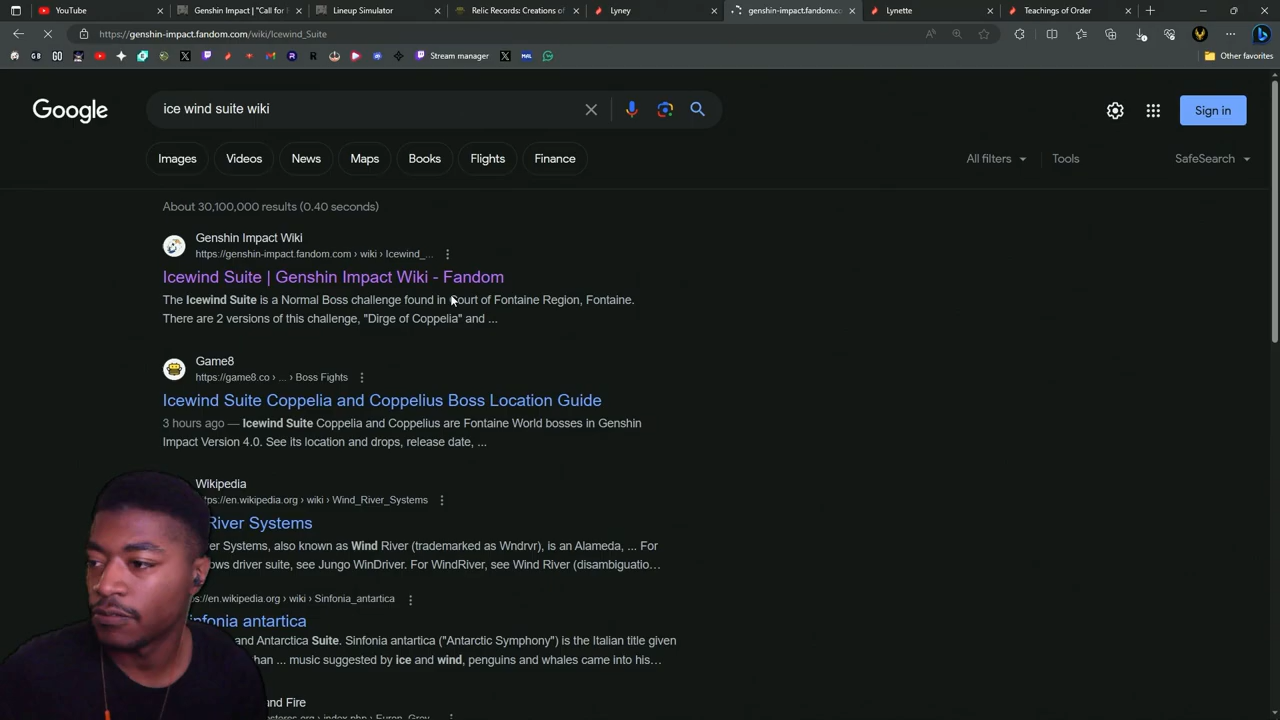 YouTube
Genshin Impact | "Call for
Lineup Simulator
Relic Records: Creations of
Lyney
genshin-impact.fandom.co
Lynette
Teachings of Order
https://genshin-impact.fandom.com/wiki/Icewind_Suite
Stream manager
Other favorites
Google
ice wind suite wiki
Sign in
Images
Videos
News
Maps
Books
Flights
Finance
All filters
Tools
SafeSearch
About 30,100,000 results (0.40 seconds)
Genshin Impact Wiki
https://genshin-impact.fandom.com › wiki › Icewind_...
Icewind Suite | Genshin Impact Wiki - Fandom
The Icewind Suite is a Normal Boss challenge found in Court of Fontaine Region, Fontaine.
There are 2 versions of this challenge, "Dirge of Coppelia" and ...
Game8
https://game8.co › ... › Boss Fights
Icewind Suite Coppelia and Coppelius Boss Location Guide
3 hours ago — Icewind Suite Coppelia and Coppelius are Fontaine World bosses in Genshin
Impact Version 4.0. See its location and drops, release date, ...
Wikipedia
ttps://en.wikipedia.org › wiki › Wind_River_Systems
River Systems
er Systems, also known as Wind River (trademarked as Wndrvr), is an Alameda, ... For
ows driver suite, see Jungo WinDriver. For WindRiver, see Wind River (disambiguatio...
ps://en.wikipedia.org › wiki › Sinfonia_antartica
nfonia antartica
and Antarctica Suite. Sinfonia antartica ("Antarctic Symphony") is the Italian title given
han ... music suggested by ice and wind, penguins and whales came into his...
and Fire